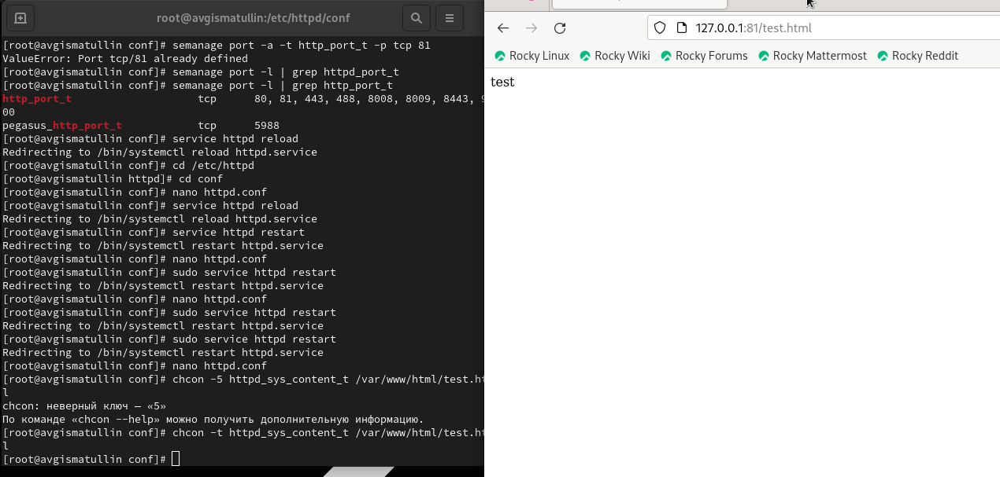 root@avgismatullin:/etc/httpd/conf
[root@avgismatullin conf]# semanage port -a -t http_port_t -p tcp 81
ValueError: Port tcp/81 already defined
[root@avgismatullin conf]# semanage port -l | grep httpd_port_t
[root@avgismatullin conf]# semanage port -l | grep http_port_t
http_port_t                    tcp      80, 81, 443, 488, 8008, 8009, 8443,
00
pegasus_http_port_t            tcp      5988
[root@avgismatullin conf]# service httpd reload
Redirecting to /bin/systemctl reload httpd.service
[root@avgismatullin conf]# cd /etc/httpd
[root@avgismatullin httpd]# cd conf
[root@avgismatullin conf]# nano httpd.conf
[root@avgismatullin conf]# service httpd reload
Redirecting to /bin/systemctl reload httpd.service
[root@avgismatullin conf]# service httpd restart
Redirecting to /bin/systemctl restart httpd.service
[root@avgismatullin conf]# nano httpd.conf
[root@avgismatullin conf]# sudo service httpd restart
Redirecting to /bin/systemctl restart httpd.service
[root@avgismatullin conf]# nano httpd.conf
[root@avgismatullin conf]# sudo service httpd restart
Redirecting to /bin/systemctl restart httpd.service
[root@avgismatullin conf]# sudo service httpd restart
Redirecting to /bin/systemctl restart httpd.service
[root@avgismatullin conf]# nano httpd.conf
[root@avgismatullin conf]# chcon -5 httpd_sys_content_t /var/www/html/test.ht
l
chcon: неверный ключ — «5»
По команде «chcon --help» можно получить дополнительную информацию.
[root@avgismatullin conf]# chcon -t httpd_sys_content_t /var/www/html/test.ht
l
[root@avgismatullin conf]#
127.0.0.1:81/test.html
Rocky Linux Rocky Wiki Rocky Forums Rocky Mattermost Rocky Reddit
test